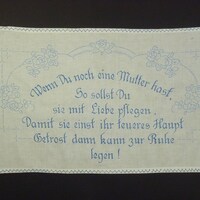 Wenn Du noch eine Mutter hast,
So sollst Du
sie mit Liebe pflegen,
Damit sie einst ihr teueres Haupt
Getrost dann kann zur Ruhe
legen!